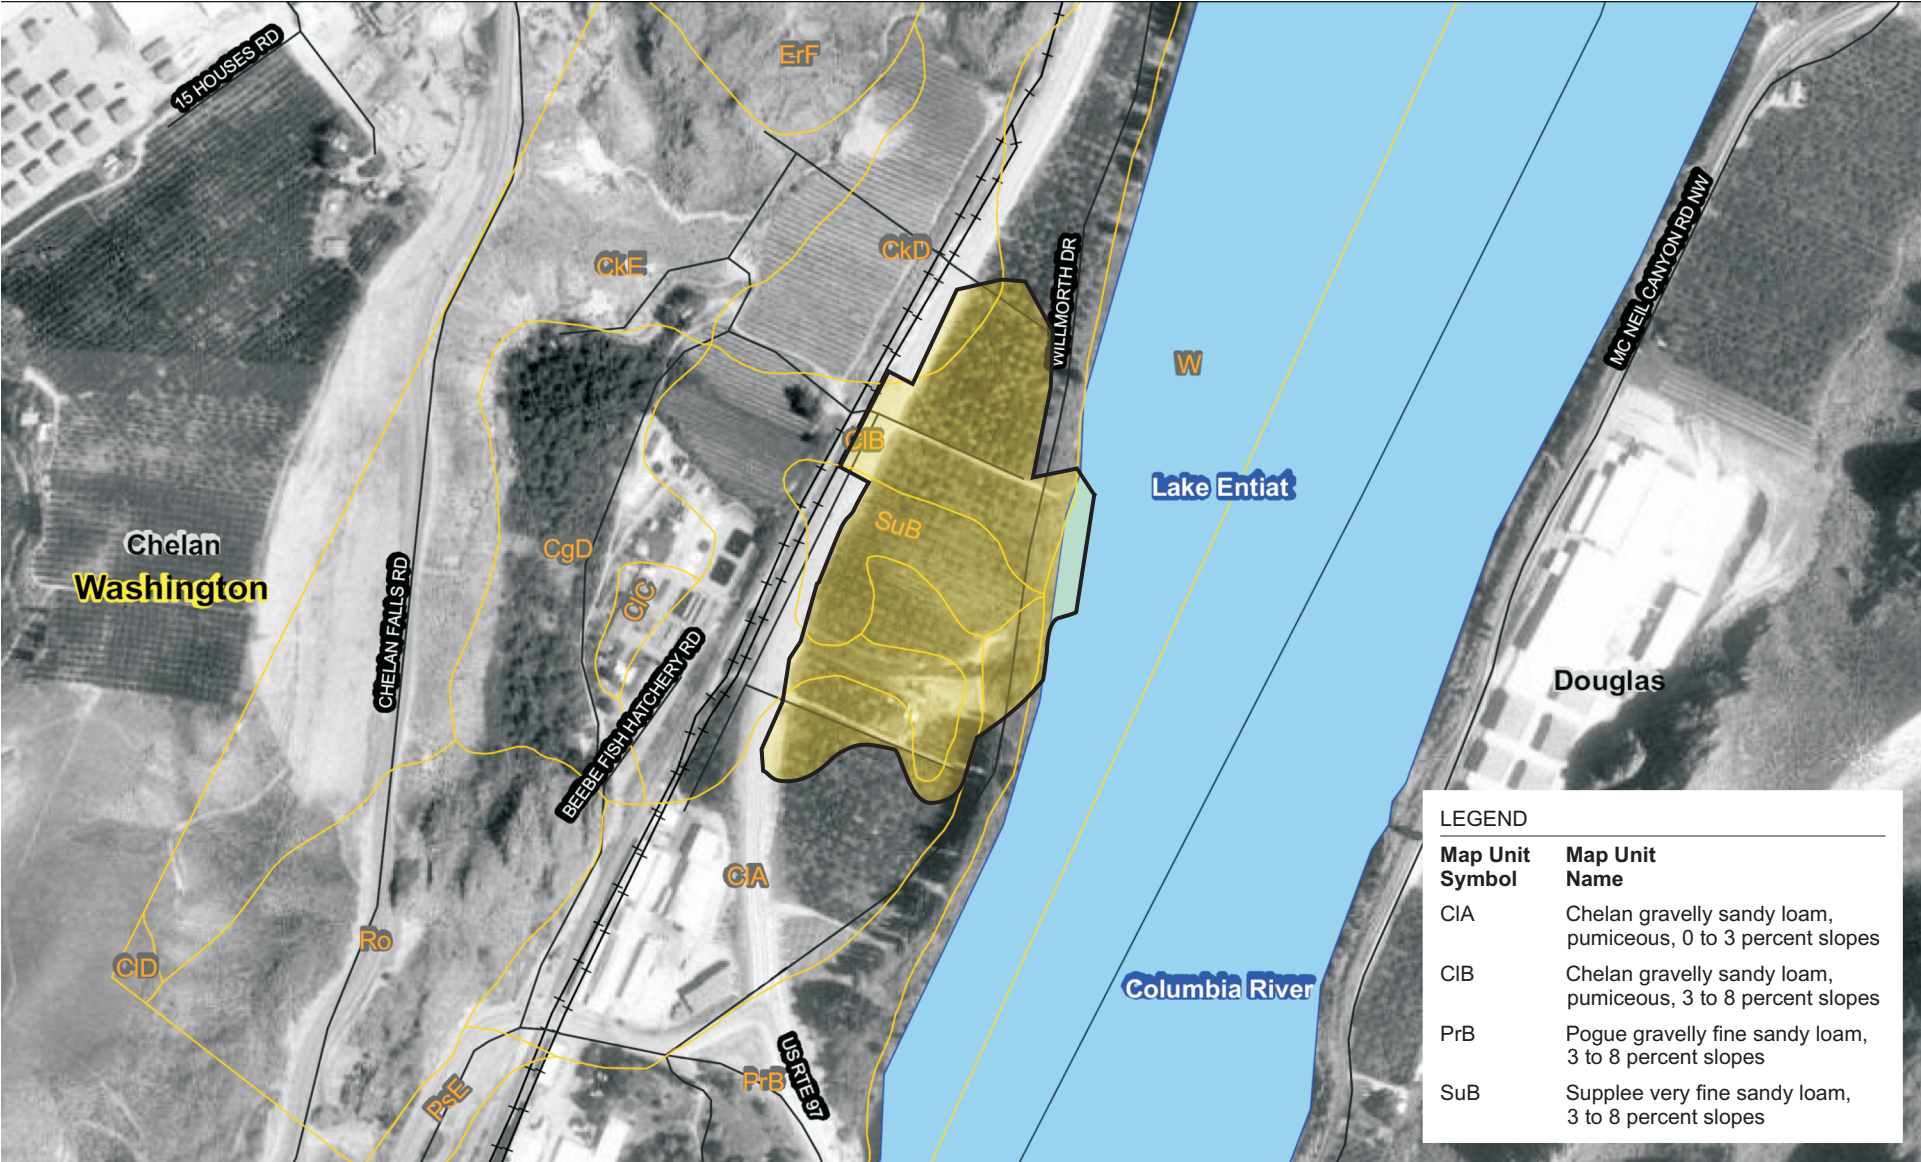 15 HOUSES RD
ErF
CkE
CkD
WILLMORTH DR
MC NEIL CANYON RD NW
W
ClB
Lake Entiat
SuB
Chelan
Washington
CgD
ClC
CHELAN FALLS RD
BEEBE FISH HATCHERY RD
Douglas
ClA
Ro
ClD
Columbia River
PsE
PrB
US RTE 97
LEGEND
Map Unit Symbol
Map Unit Name
ClA
Chelan gravelly sandy loam,
pumiceous, 0 to 3 percent slopes
ClB
Chelan gravelly sandy loam,
pumiceous, 3 to 8 percent slopes
PrB
Pogue gravelly fine sandy loam,
3 to 8 percent slopes
SuB
Supplee very fine sandy loam,
3 to 8 percent slopes